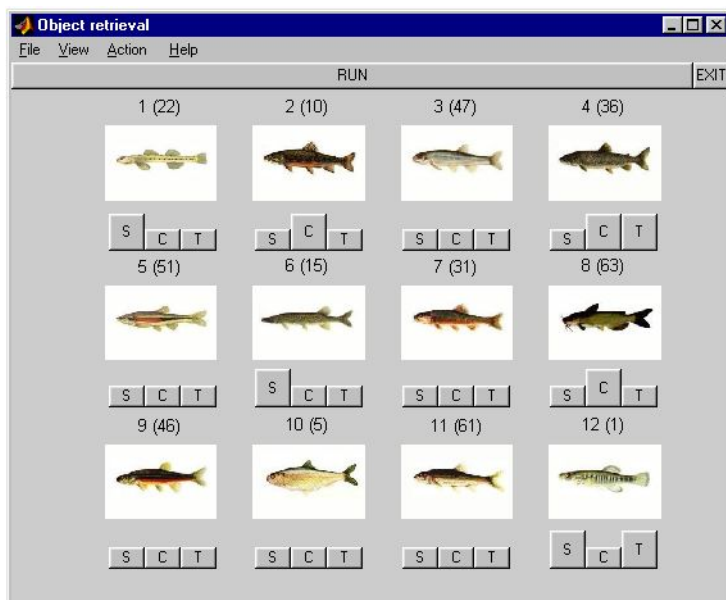 Object retrieval
File View Action Help
RUN EXIT
1 (22) 2 (10) 3 (47) 4 (36)
S C T S C T S C T S C T
5 (51) 6 (15) 7 (31) 8 (63)
S C T S C T S C T S C T
9 (46) 10 (5) 11 (61) 12 (1)
S C T S C T S C T S C T